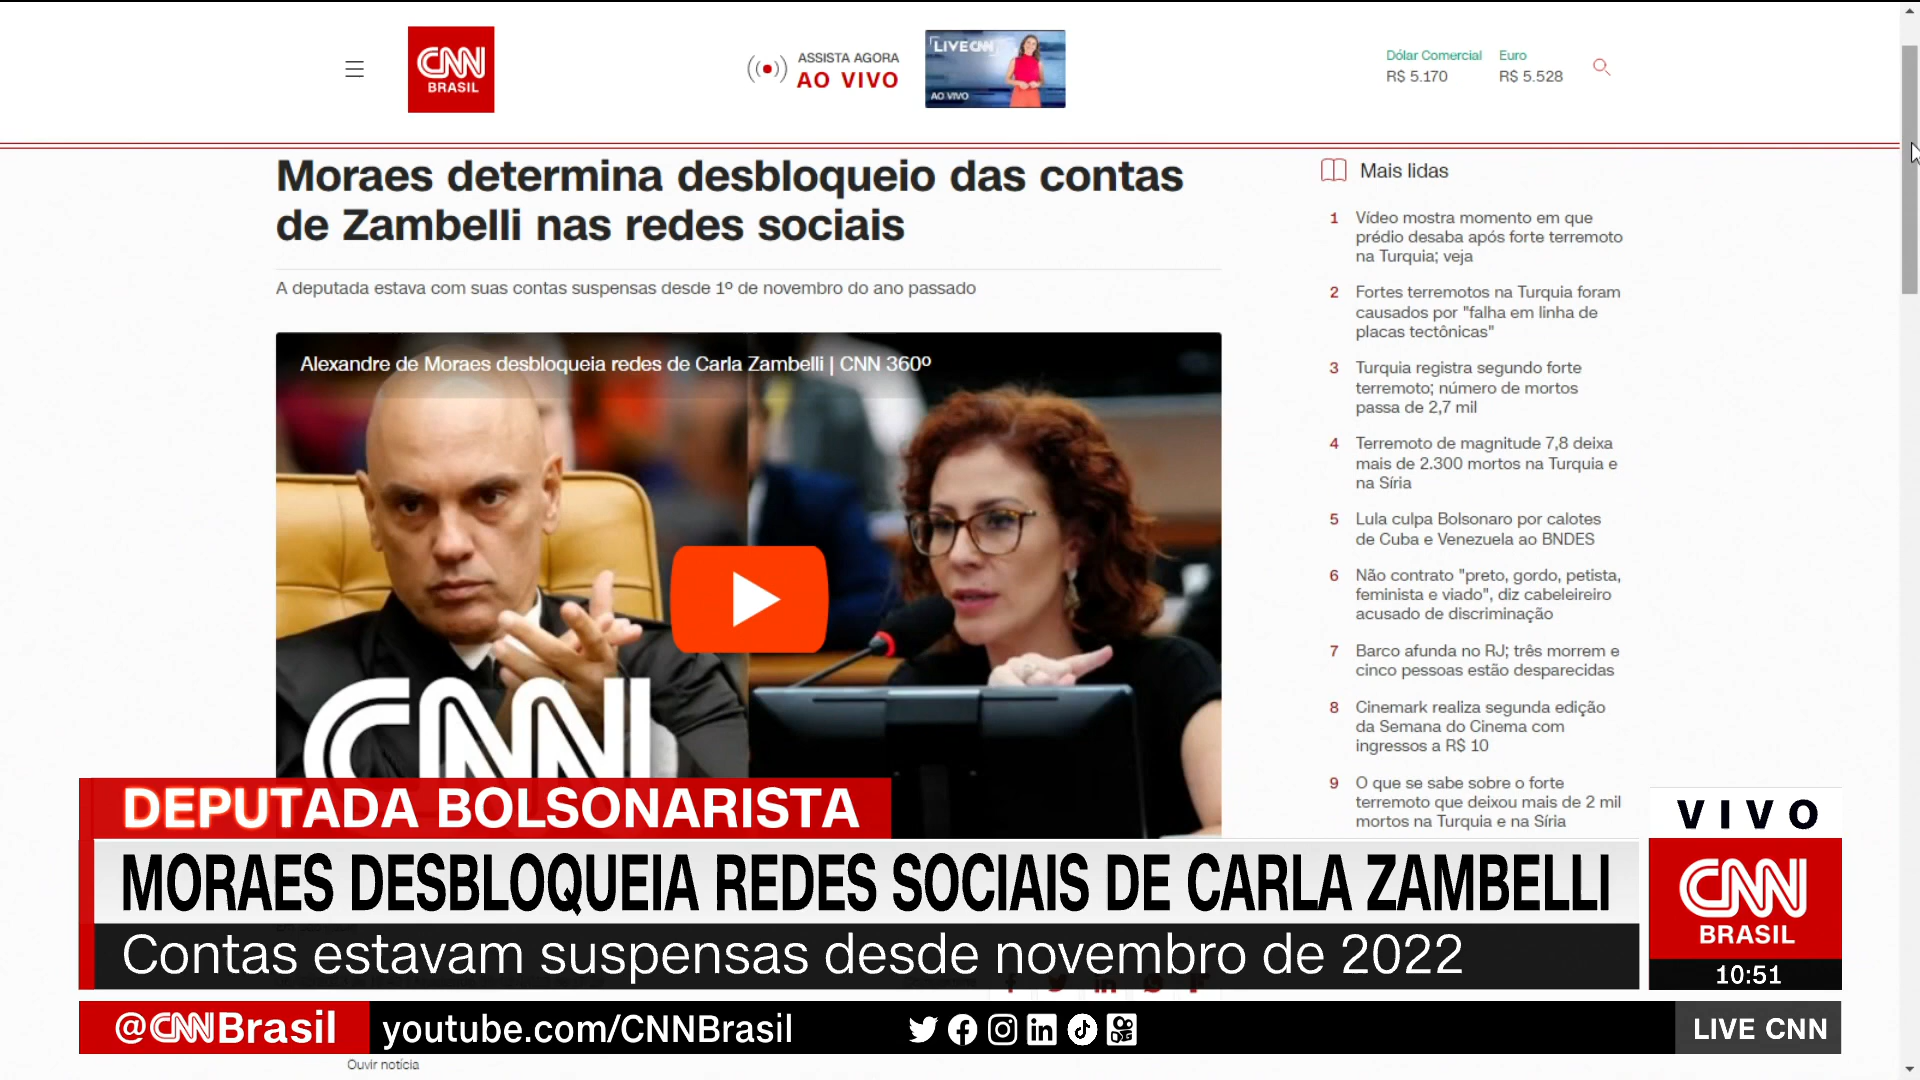 CNN
BRASIL
ASSISTA AGORA
AO VIVO
LIVE CNN
AO VIVO
Dólar Comercial
R$ 5.170
Euro
R$ 5.528
Moraes determina desbloqueio das contas
de Zambelli nas redes sociais
A deputada estava com suas contas suspensas desde 1º de novembro do ano passado
Alexandre de Moraes desbloqueia redes de Carla Zambelli | CNN 360º
CNN
Mais lidas
1 Vídeo mostra momento em que
prédio desaba após forte terremoto
na Turquia; veja
2 Fortes terremotos na Turquia foram
causados por "falha em linha de
placas tectônicas"
3 Turquia registra segundo forte
terremoto; número de mortos
passa de 2,7 mil
4 Terremoto de magnitude 7,8 deixa
mais de 2.300 mortos na Turquia e
na Síria
5 Lula culpa Bolsonaro por calotes
de Cuba e Venezuela ao BNDES
6 Não contrato "preto, gordo, petista,
feminista e viado", diz cabeleireiro
acusado de discriminação
7 Barco afunda no RJ; três morrem e
cinco pessoas estão desparecidas
8 Cinemark realiza segunda edição
da Semana do Cinema com
ingressos a R$ 10
9 O que se sabe sobre o forte
terremoto que deixou mais de 2 mil
mortos na Turquia e na Síria
DEPUTADA BOLSONARISTA
MORAES DESBLOQUEIA REDES SOCIAIS DE CARLA ZAMBELLI
Contas estavam suspensas desde novembro de 2022
VIVO
CNN
BRASIL
10:51
@CNNBrasil
youtube.com/CNNBrasil
LIVE CNN
Ouvir notícia